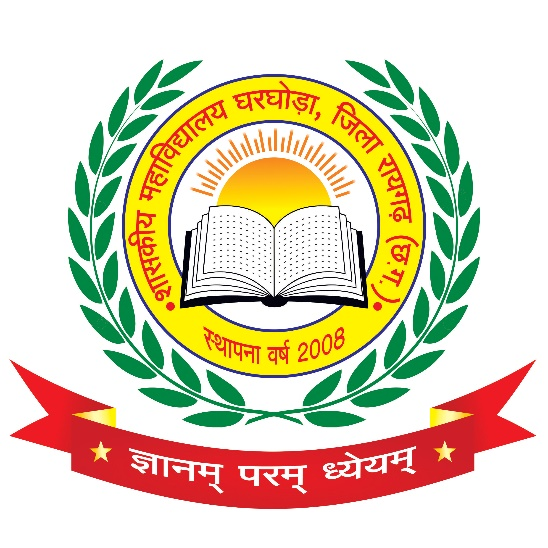 शासकीय महाविद्यालय घरघोड़ा, जिला रायगढ़ (छ.ग.)
स्थापना वर्ष 2008
ज्ञानम् परम् ध्येयम्